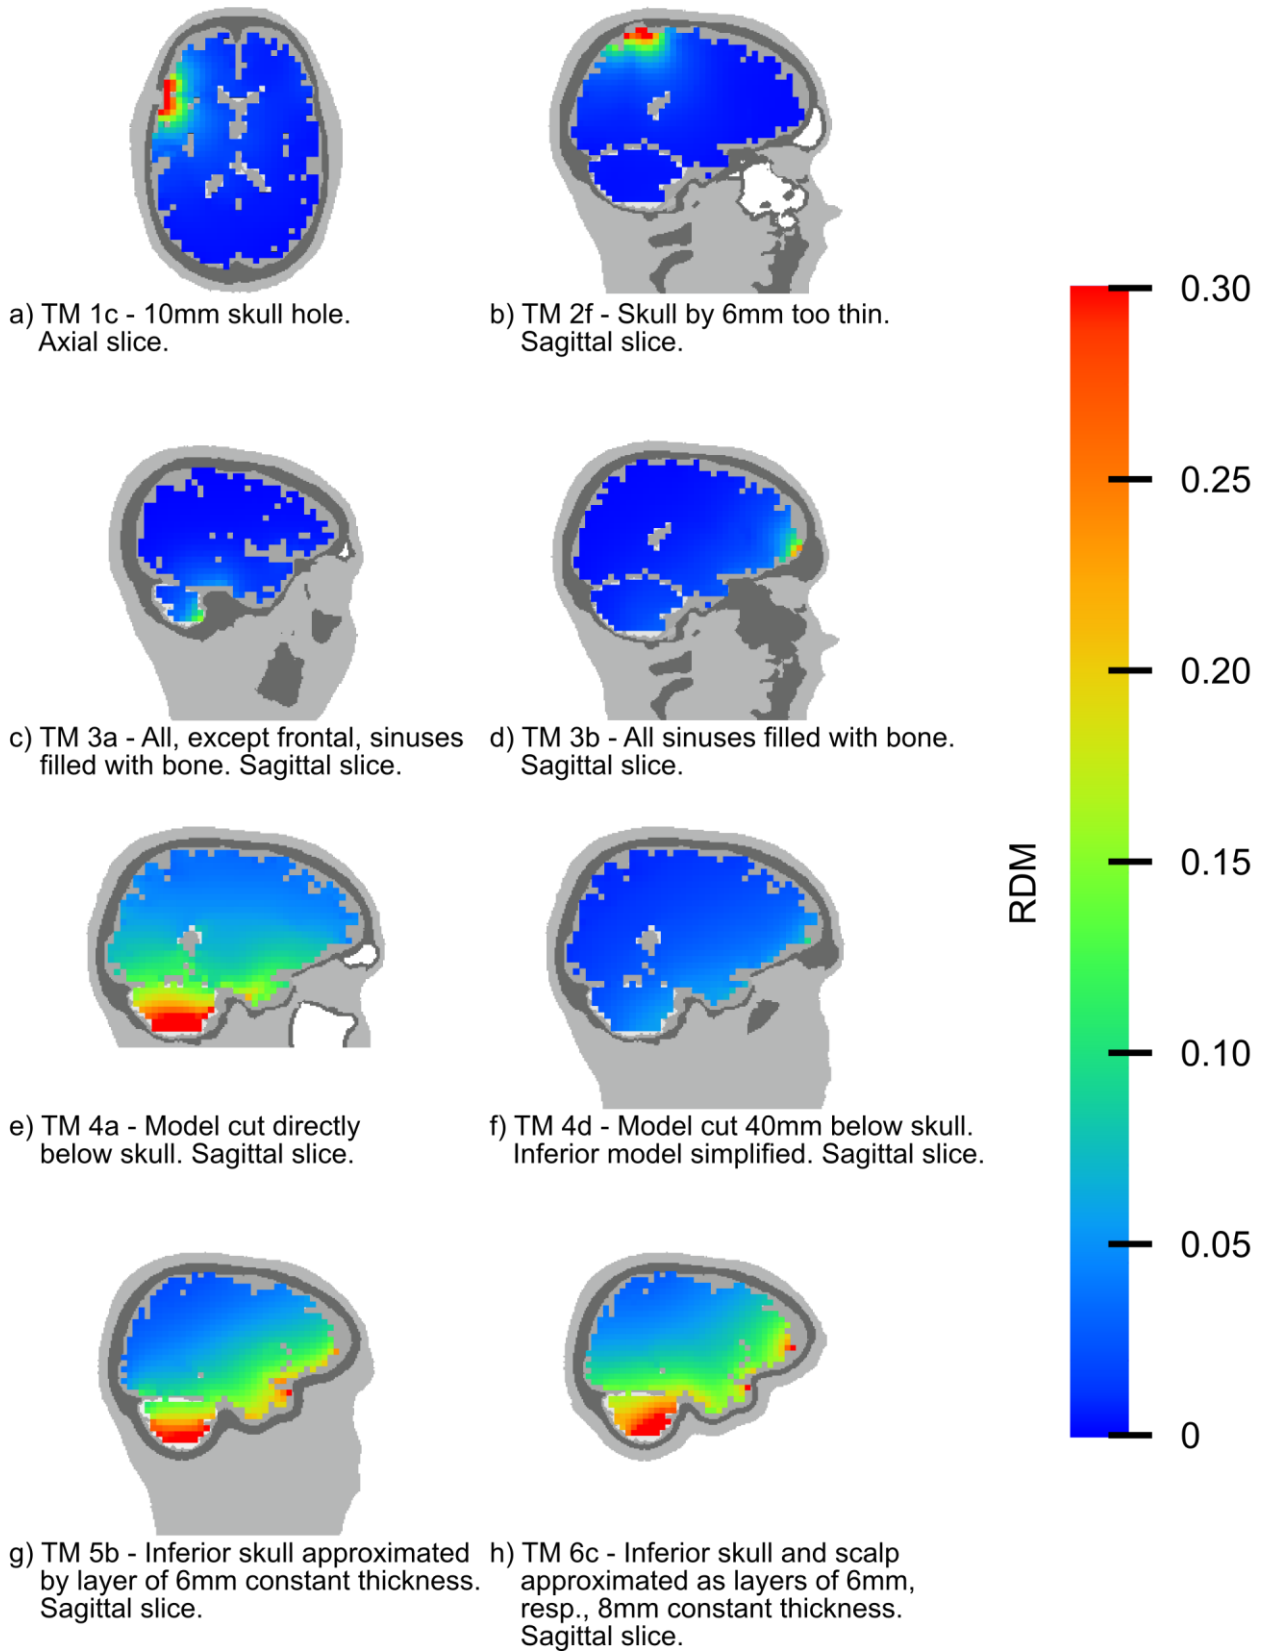 a) TM 1c - 10mm skull hole.
Axial slice.
b) TM 2f - Skull by 6mm too thin.
Sagittal slice.
c) TM 3a - All, except frontal, sinuses
filled with bone. Sagittal slice.
d) TM 3b - All sinuses filled with bone.
Sagittal slice.
e) TM 4a - Model cut directly
below skull. Sagittal slice.
f) TM 4d - Model cut 40mm below skull.
Inferior model simplified. Sagittal slice.
g) TM 5b - Inferior skull approximated
by layer of 6mm constant thickness.
Sagittal slice.
h) TM 6c - Inferior skull and scalp
approximated as layers of 6mm,
resp., 8mm constant thickness.
Sagittal slice.
RDM
0.30
0.25
0.20
0.15
0.10
0.05
0